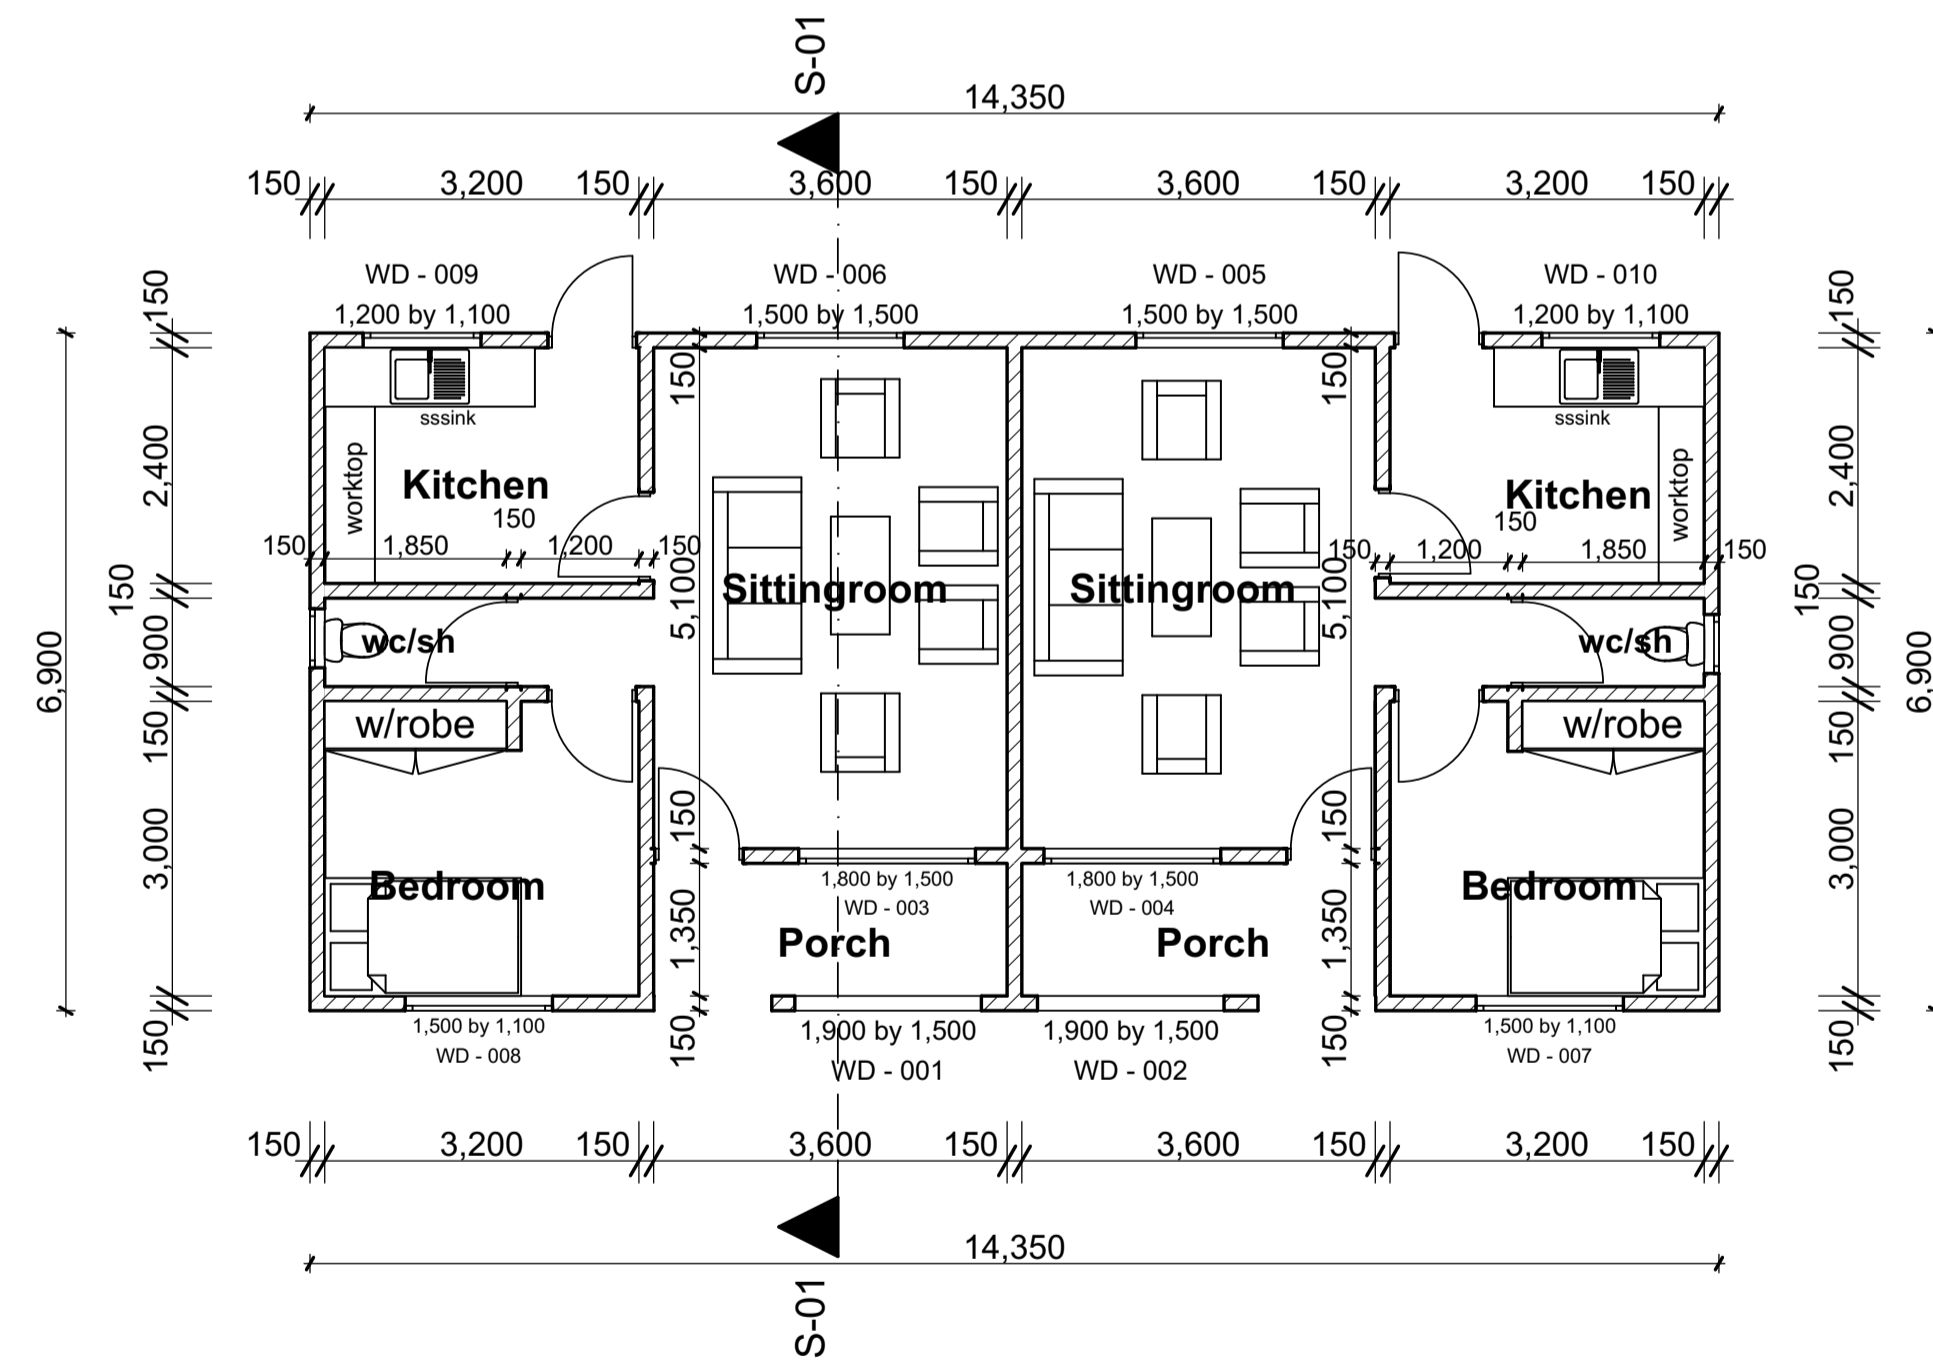 S-01
14,350
150 3,200 150 3,600 150 3,600 150 3,200 150
WD - 009 WD - 006 WD - 005 WD - 010
1,200 by 1,100 1,500 by 1,500 1,500 by 1,500 1,200 by 1,100
150 150
150 150
sssink sssink
2,400 2,400
worktop worktop
Kitchen Kitchen
150 150
150 1,850 1,200 150 150 1,200 1,850 150
150 150
Sittingroom Sittingroom
5,100 5,100
900 900
wc/sh wc/sh
6,900 6,900
w/robe w/robe
150 150
150 150
3,000 3,000
Bedroom Bedroom
1,800 by 1,500 1,800 by 1,500
WD - 003 WD - 004
1,350 1,350
Porch Porch
1,500 by 1,100 1,900 by 1,500 1,900 by 1,500 1,500 by 1,100
WD - 008 WD - 001 WD - 002 WD - 007
150 150 150 150
150 3,200 150 3,600 150 3,600 150 3,200 150
14,350
S-01